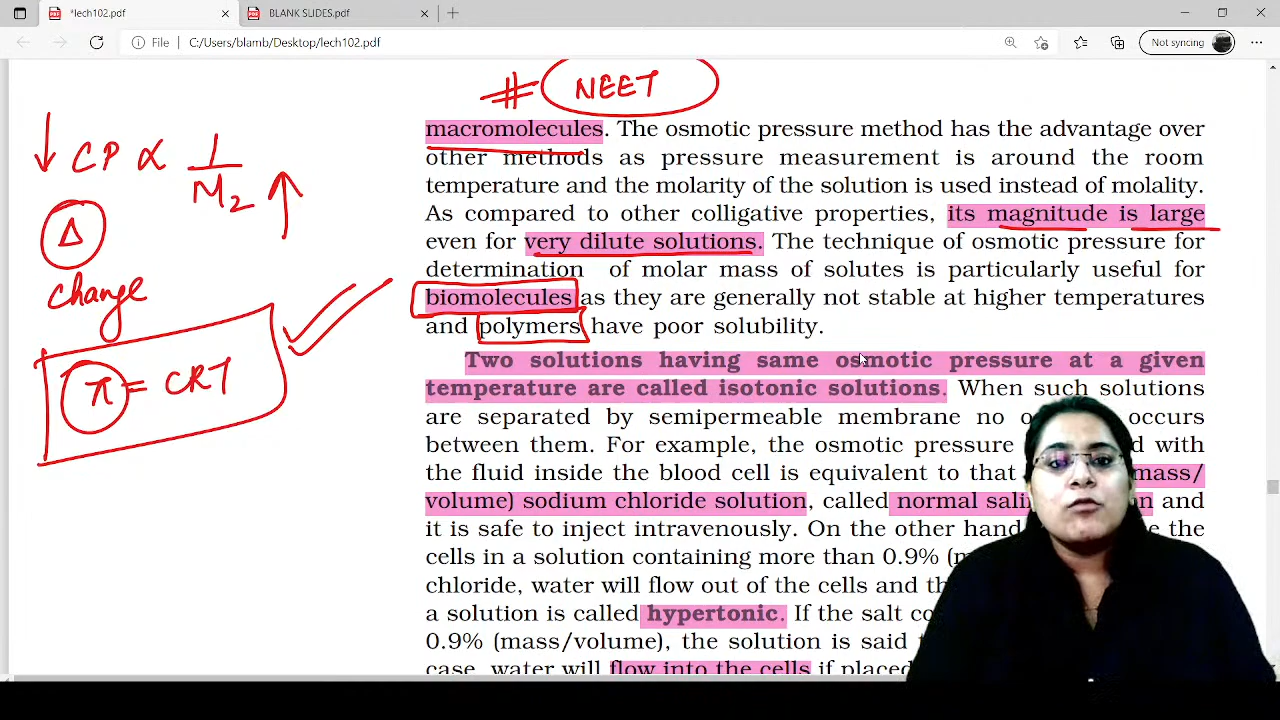 *lech102.pdf
BLANK SLIDES.pdf
File
C:/Users/blamb/Desktop/lech102.pdf
Not syncing
# NEET
↓ CP ∝ 1/M₂ ↑
Δ
change
π = CRT
macromolecules. The osmotic pressure method has the advantage over
other methods as pressure measurement is around the room
temperature and the molarity of the solution is used instead of molality.
As compared to other colligative properties, its magnitude is large
even for very dilute solutions. The technique of osmotic pressure for
determination of molar mass of solutes is particularly useful for
biomolecules as they are generally not stable at higher temperatures
and polymers have poor solubility.
Two solutions having same osmotic pressure at a given
temperature are called isotonic solutions. When such solutions
are separated by semipermeable membrane no occurs
between them. For example, the osmotic pressure with
the fluid inside the blood cell is equivalent to that (mass/
volume) sodium chloride solution, called normal and
it is safe to inject intravenously. On the other hand, the
cells in a solution containing more than 0.9%
chloride, water will flow out of the cells and
a solution is called hypertonic. If the salt
0.9% (mass/volume), the solution is said
case, water will flow into the cells if placed